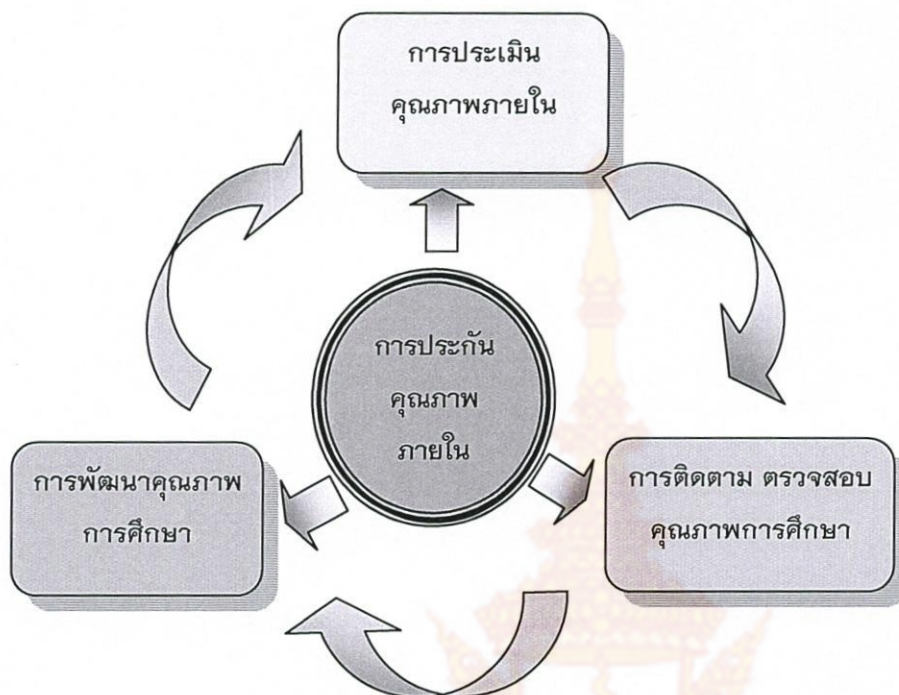 การประเมิน
คุณภาพภายใน
การประกัน
คุณภาพ
ภายใน
การพัฒนาคุณภาพ
การศึกษา
การติดตาม ตรวจสอบ
คุณภาพการศึกษา